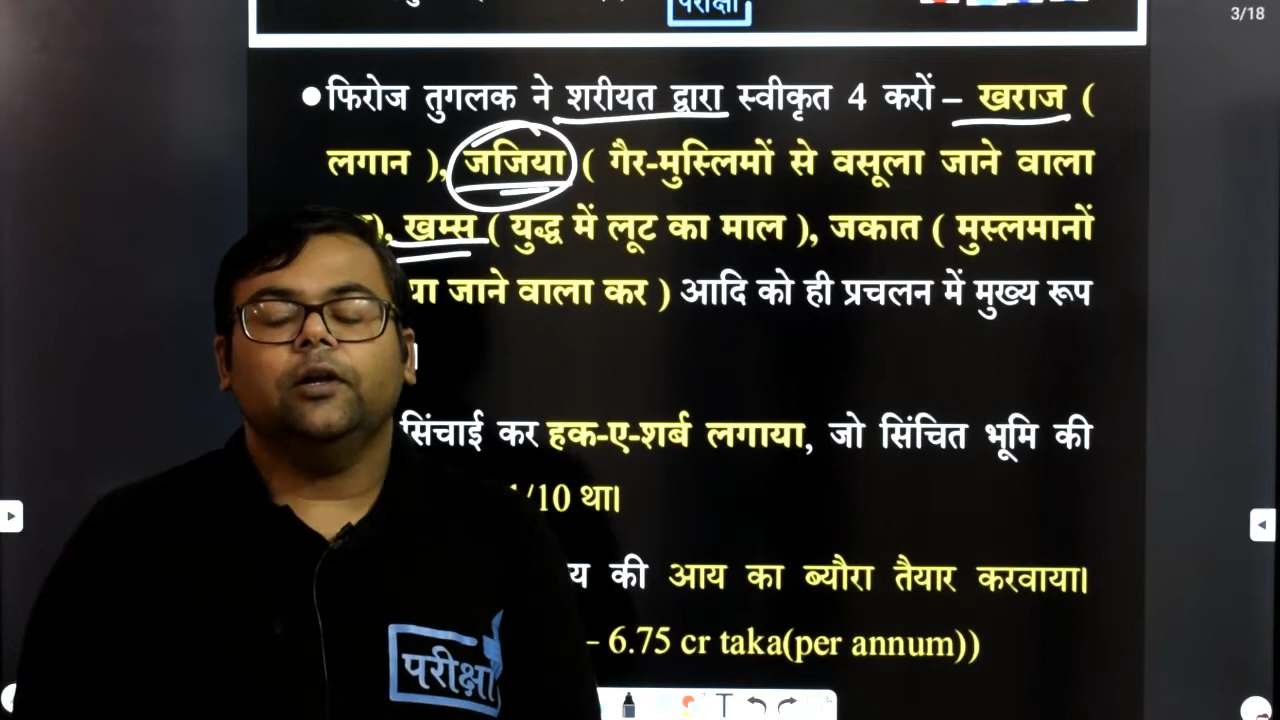 परीक्षा
3/18
● फिरोज तुगलक ने शरीयत द्वारा स्वीकृत 4 करों – खराज (
लगान ), जजिया ( गैर-मुस्लिमों से वसूला जाने वाला
), खम्स ( युद्ध में लूट का माल ), जकात ( मुस्लमानों
या जाने वाला कर ) आदि को ही प्रचलन में मुख्य रूप
सिंचाई कर हक-ए-शर्ब लगाया, जो सिंचित भूमि की
1/10 था।
य की आय का ब्यौरा तैयार करवाया।
– 6.75 cr taka(per annum))
परीक्षा
T